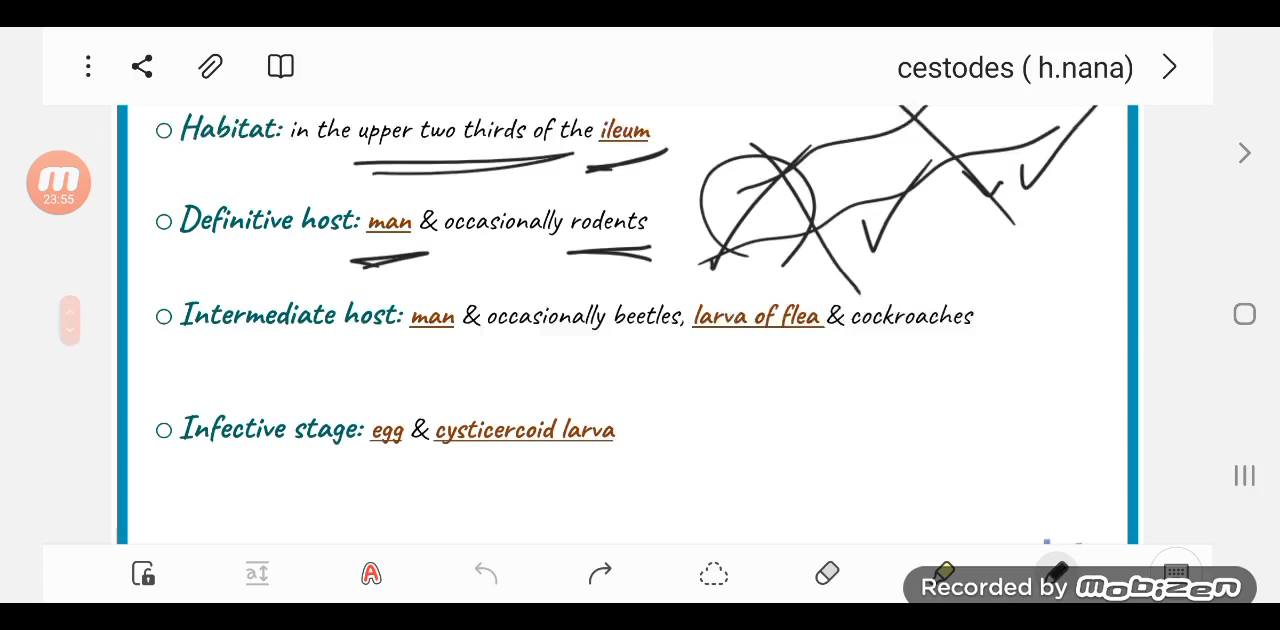 cestodes ( h.nana)
Habitat: in the upper two thirds of the ileum
23:55
Definitive host: man & occasionally rodents
Intermediate host: man & occasionally beetles, larva of flea & cockroaches
Infective stage: egg & cysticercoid larva
Recorded by mobizen